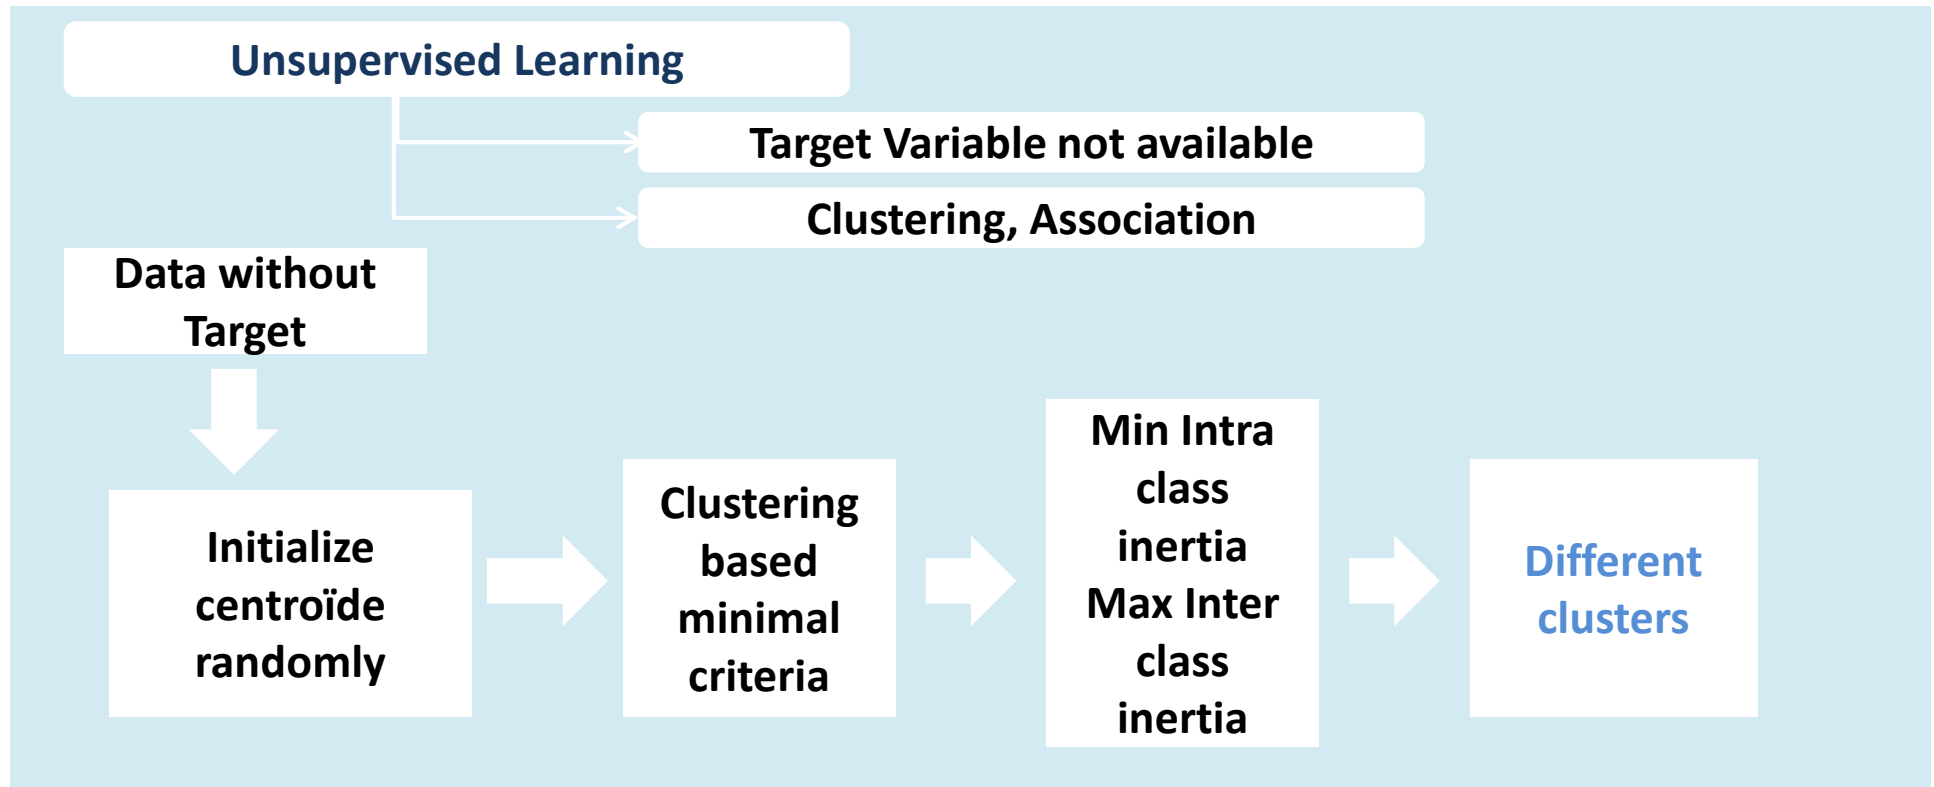 Unsupervised Learning
Target Variable not available
Clustering, Association
Data without
Target
Initialize
centroïde
randomly
Clustering
based
minimal
criteria
Min Intra
class
inertia
Max Inter
class
inertia
Different
clusters